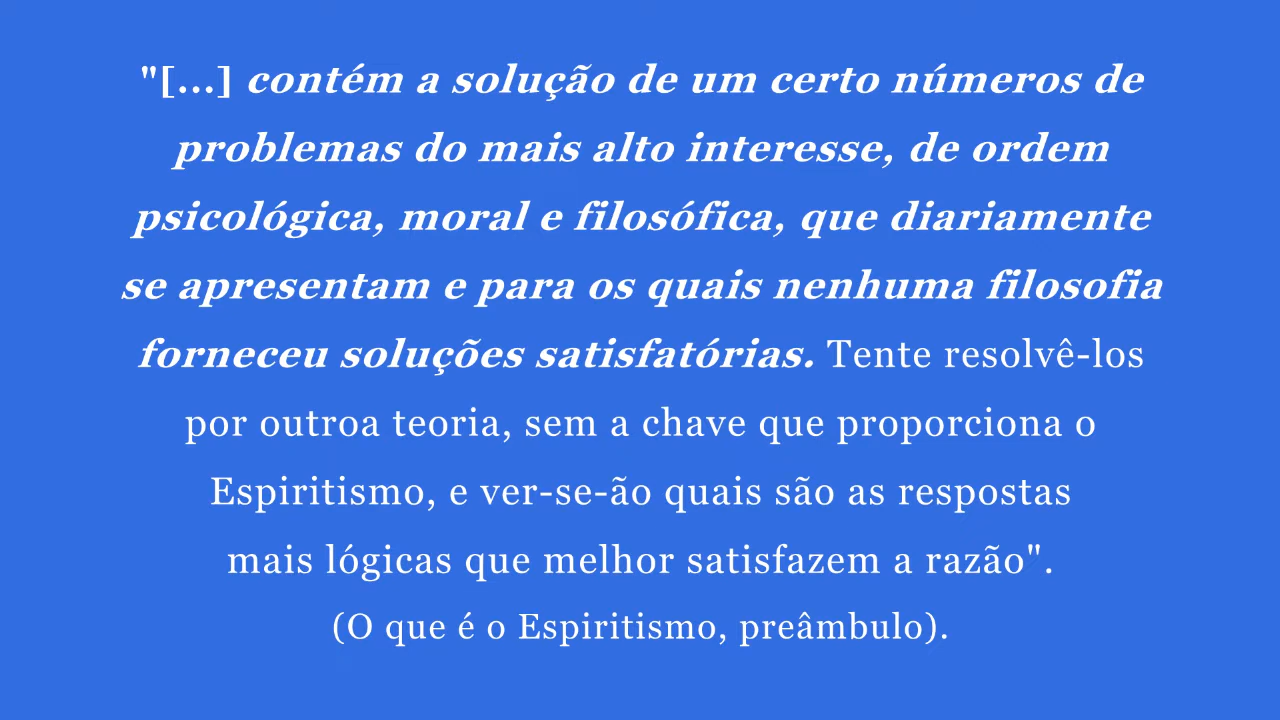 "[...] contém a solução de um certo números de
problemas do mais alto interesse, de ordem
psicológica, moral e filosófica, que diariamente
se apresentam e para os quais nenhuma filosofia
forneceu soluções satisfatórias. Tente resolvê-los
por outroa teoria, sem a chave que proporciona o
Espiritismo, e ver-se-ão quais são as respostas
mais lógicas que melhor satisfazem a razão".
(O que é o Espiritismo, preâmbulo).